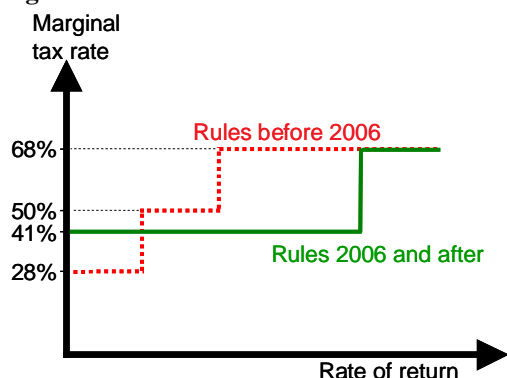 Marginal
tax rate
Rules before 2006
68%
50%
41%
Rules 2006 and after
28%
Rate of return